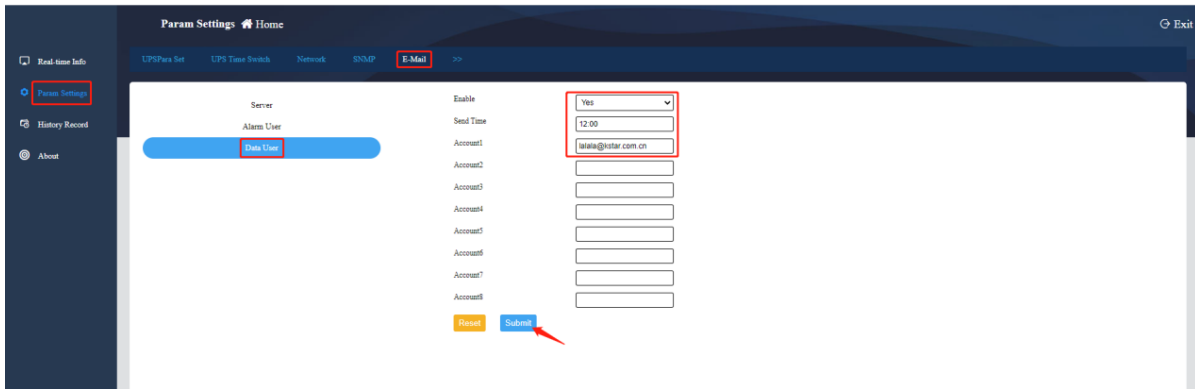 Param Settings Home
Exit
Real-time Info
Param Settings
History Record
About
UPSPara Set UPS Time Switch Network SNMP E-Mail >>
Server
Alarm User
Data User
Enable Yes
Send Time 12:00
Account1 lalala@kstar.com.cn
Account2
Account3
Account4
Account5
Account6
Account7
Account8
Reset Submit